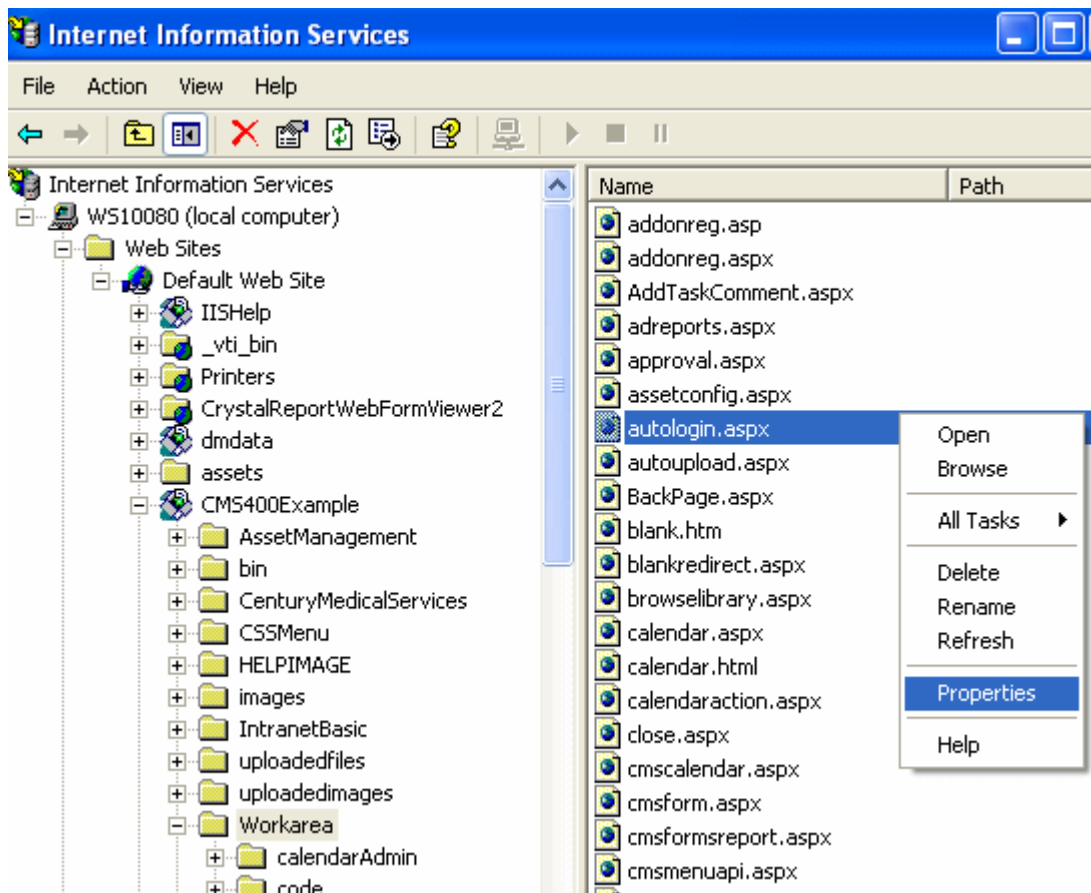 Internet Information Services
File Action View Help
Internet Information Services
WS10080 (local computer)
Web Sites
Default Web Site
IISHelp
_vti_bin
Printers
CrystalReportWebFormViewer2
dmdata
assets
CMS400Example
AssetManagement
bin
CenturyMedicalServices
CSSMenu
HELPIMAGE
images
IntranetBasic
uploadedfiles
uploadedimages
Workarea
calendarAdmin
code
Name Path
addonreg.asp
addonreg.aspx
AddTaskComment.aspx
adreports.aspx
approval.aspx
assetconfig.aspx
autologin.aspx
autoupload.aspx
BackPage.aspx
blank.htm
blankredirect.aspx
browselibrary.aspx
calendar.aspx
calendar.html
calendaraction.aspx
close.aspx
cmscalendar.aspx
cmsform.aspx
cmsformsreport.aspx
cmsmenuapi.aspx
Open
Browse
All Tasks
Delete
Rename
Refresh
Properties
Help